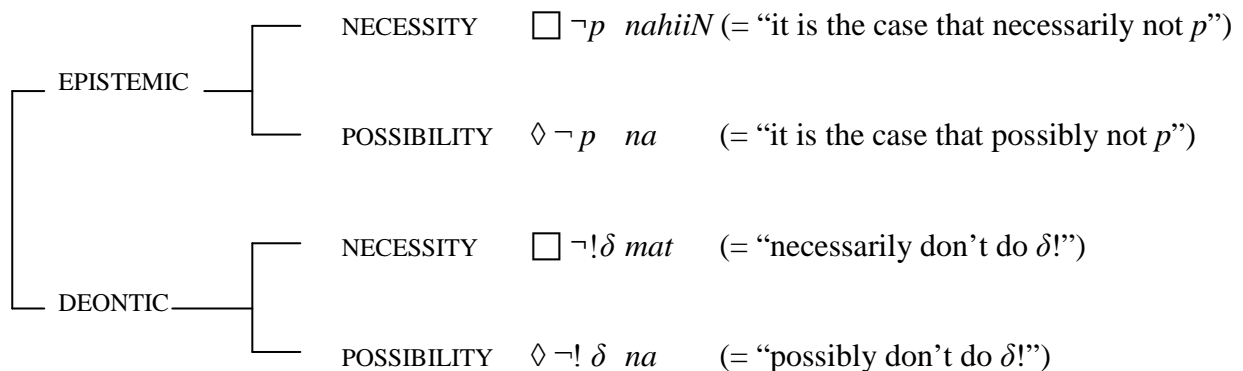 NECESSITY □ ¬p nahiiN (= “it is the case that necessarily not p”)
EPISTEMIC
POSSIBILITY ◊ ¬ p na (= “it is the case that possibly not p”)
NECESSITY □ ¬!δ mat (= “necessarily don’t do δ!”)
DEONTIC
POSSIBILITY ◊ ¬! δ na (= “possibly don’t do δ!”)